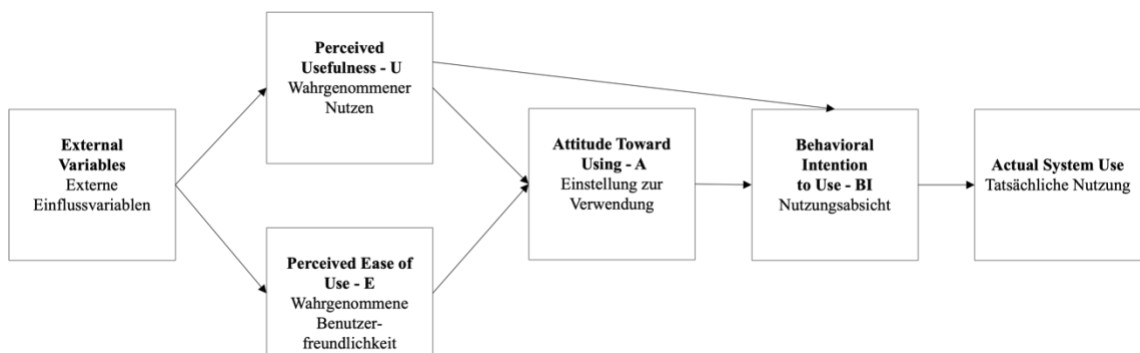 External
Variables
Externe
Einflussvariablen
Perceived
Usefulness - U
Wahrgenommener
Nutzen
Perceived Ease of
Use - E
Wahrgenommene
Benutzer-
freundlichkeit
Attitude Toward
Using - A
Einstellung zur
Verwendung
Behavioral
Intention
to Use - BI
Nutzungsabsicht
Actual System Use
Tatsächliche Nutzung